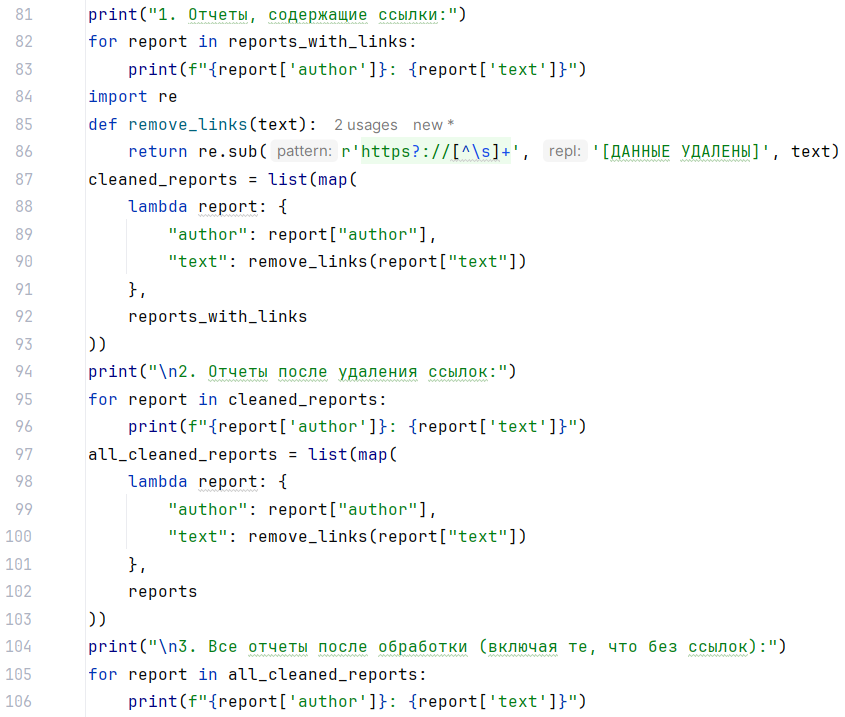 81 print("1. Отчеты, содержащие ссылки:")
82 for report in reports_with_links:
83     print(f"{report['author']}: {report['text']}")
84 import re
85 def remove_links(text): 2 usages new *
86     return re.sub( pattern: r'https?://[^\s]+', repl: '[ДАННЫЕ УДАЛЕНЫ]', text)
87 cleaned_reports = list(map(
88     lambda report: {
89         "author": report["author"],
90         "text": remove_links(report["text"])
91     },
92     reports_with_links
93 ))
94 print("\n2. Отчеты после удаления ссылок:")
95 for report in cleaned_reports:
96     print(f"{report['author']}: {report['text']}")
97 all_cleaned_reports = list(map(
98     lambda report: {
99         "author": report["author"],
100         "text": remove_links(report["text"])
101     },
102     reports
103 ))
104 print("\n3. Все отчеты после обработки (включая те, что без ссылок):")
105 for report in all_cleaned_reports:
106     print(f"{report['author']}: {report['text']}")